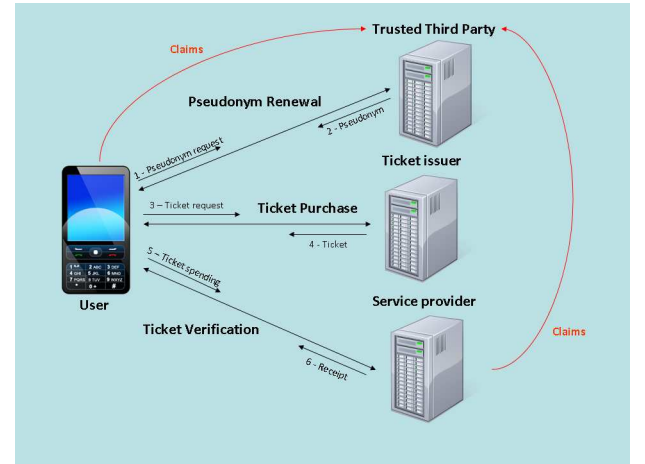 Trusted Third Party
Claims
Pseudonym Renewal
2 - Pseudonym
1 - Pseudonym request
Ticket issuer
3 – Ticket request
Ticket Purchase
4 - Ticket
5 – Ticket spending
User
Service provider
Ticket Verification
Claims
6 - Receipt